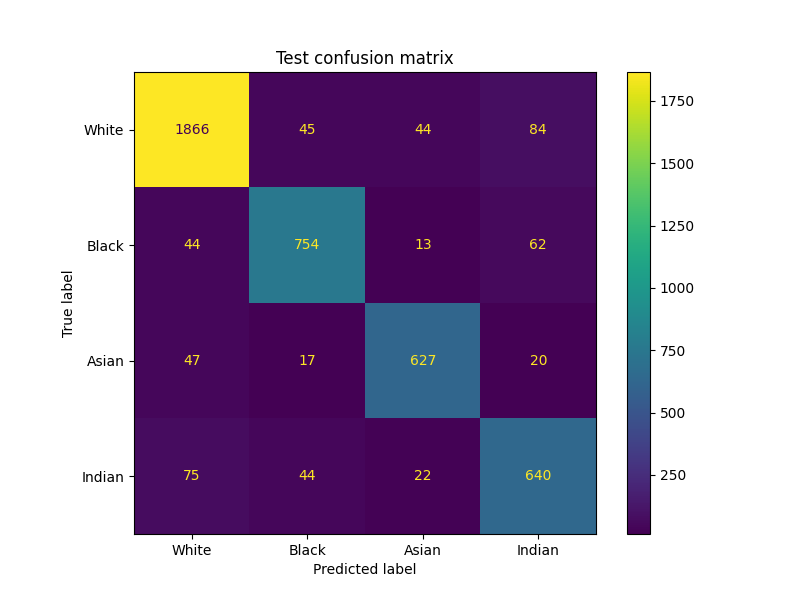 Test confusion matrix
True label
White 1866 45 44 84
Black 44 754 13 62
Asian 47 17 627 20
Indian 75 44 22 640
White Black Asian Indian
Predicted label
1750
1500
1250
1000
750
500
250